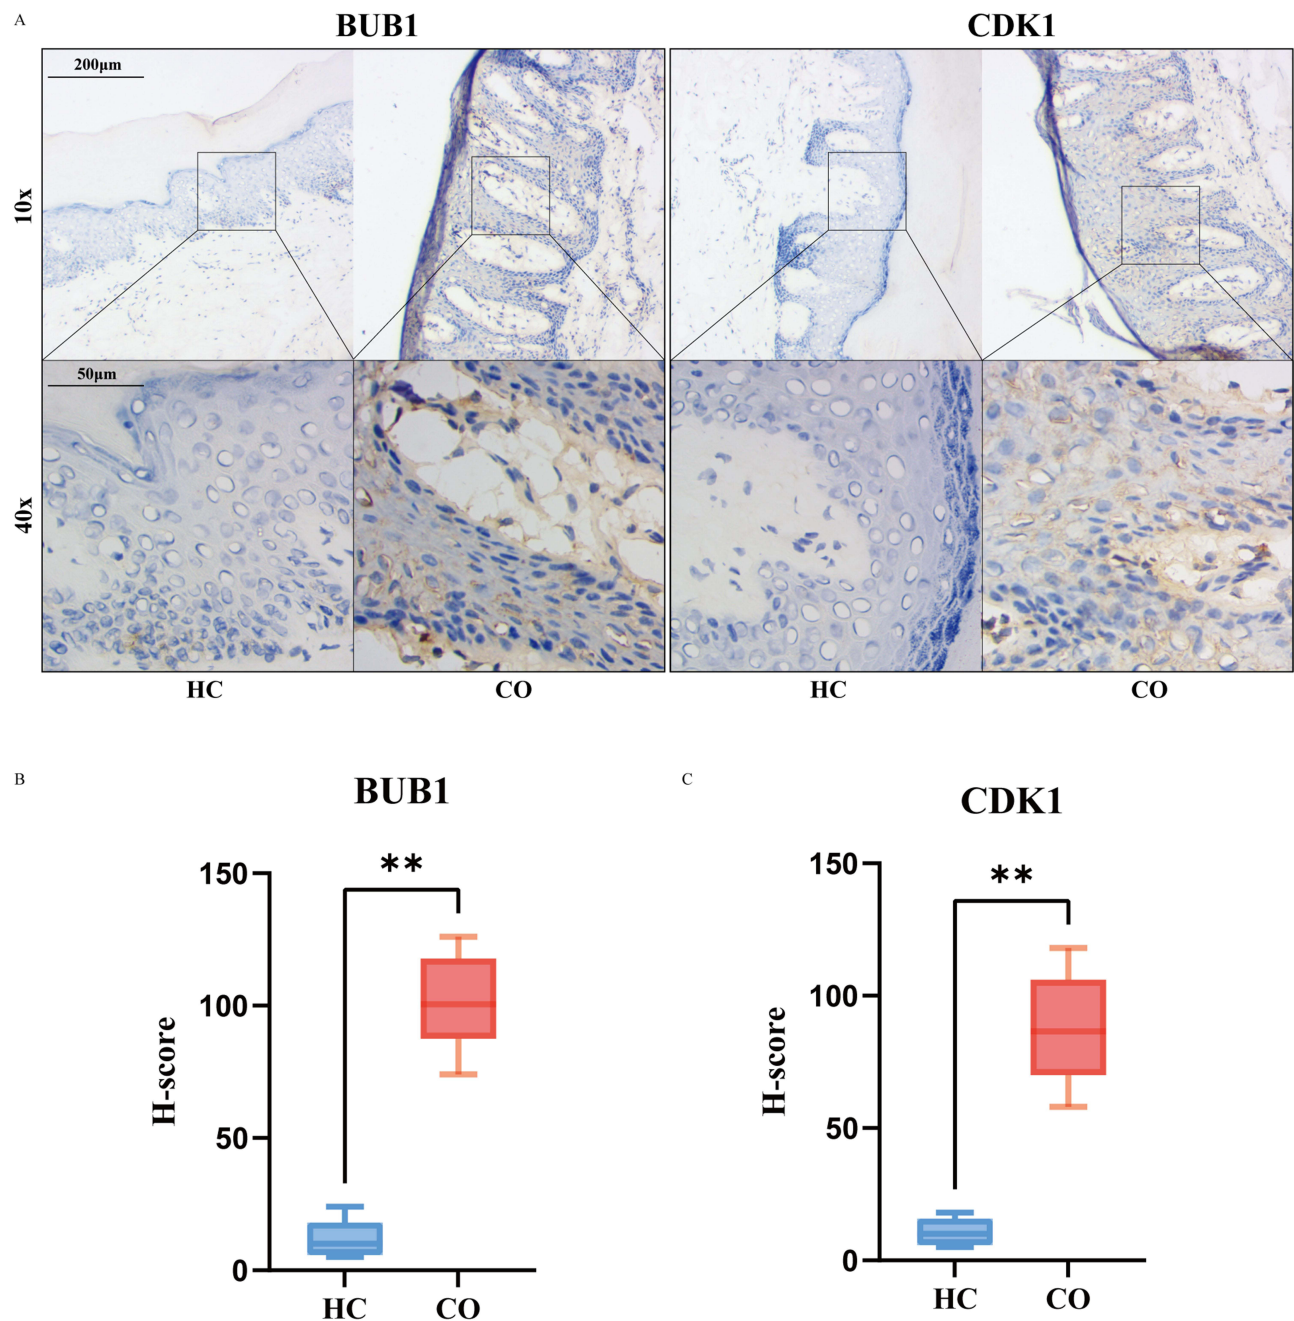 A
BUB1
CDK1
200μm
10x
50μm
40x
HC
CO
HC
CO
B
BUB1
**
150
100
50
0
H-score
HC
CO
C
CDK1
**
150
100
50
0
H-score
HC
CO